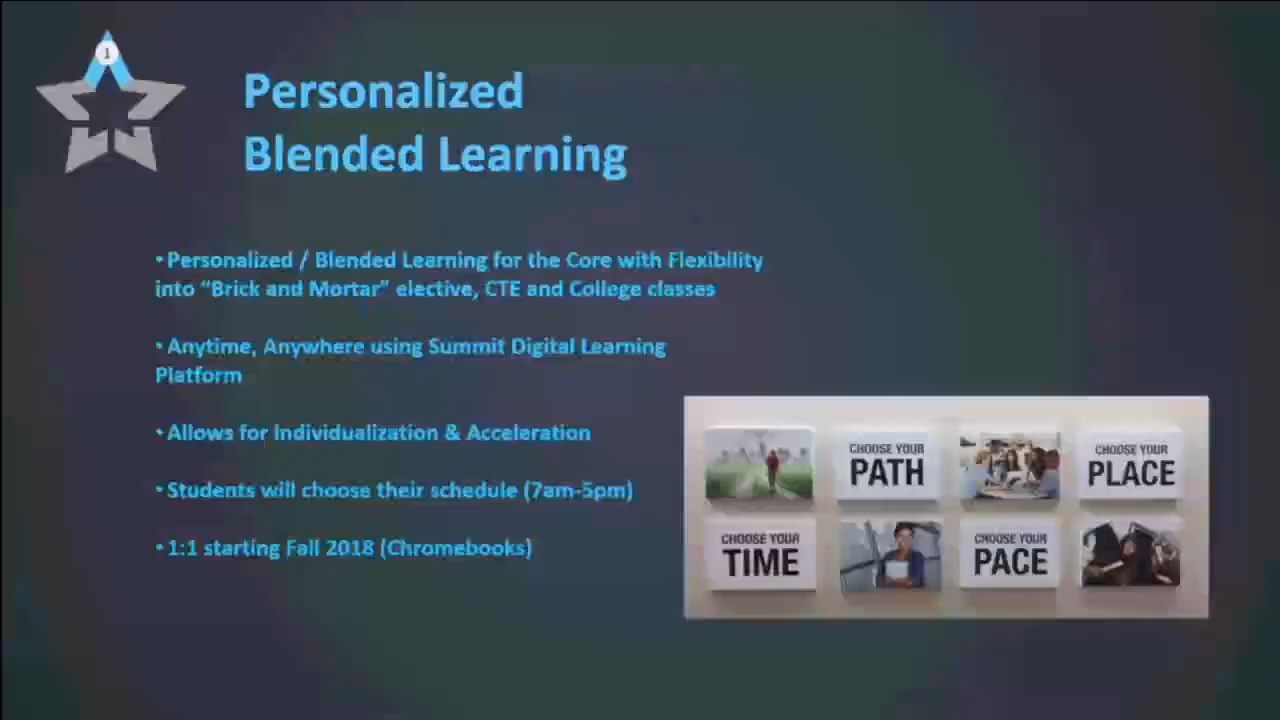 1
Personalized
Blended Learning
• Personalized / Blended Learning for the Core with Flexibility
into “Brick and Mortar” elective, CTE and College classes
• Anytime, Anywhere using Summit Digital Learning
Platform
• Allows for Individualization & Acceleration
• Students will choose their schedule (7am-5pm)
• 1:1 starting Fall 2018 (Chromebooks)
CHOOSE YOUR
PATH
CHOOSE YOUR
PLACE
CHOOSE YOUR
TIME
CHOOSE YOUR
PACE